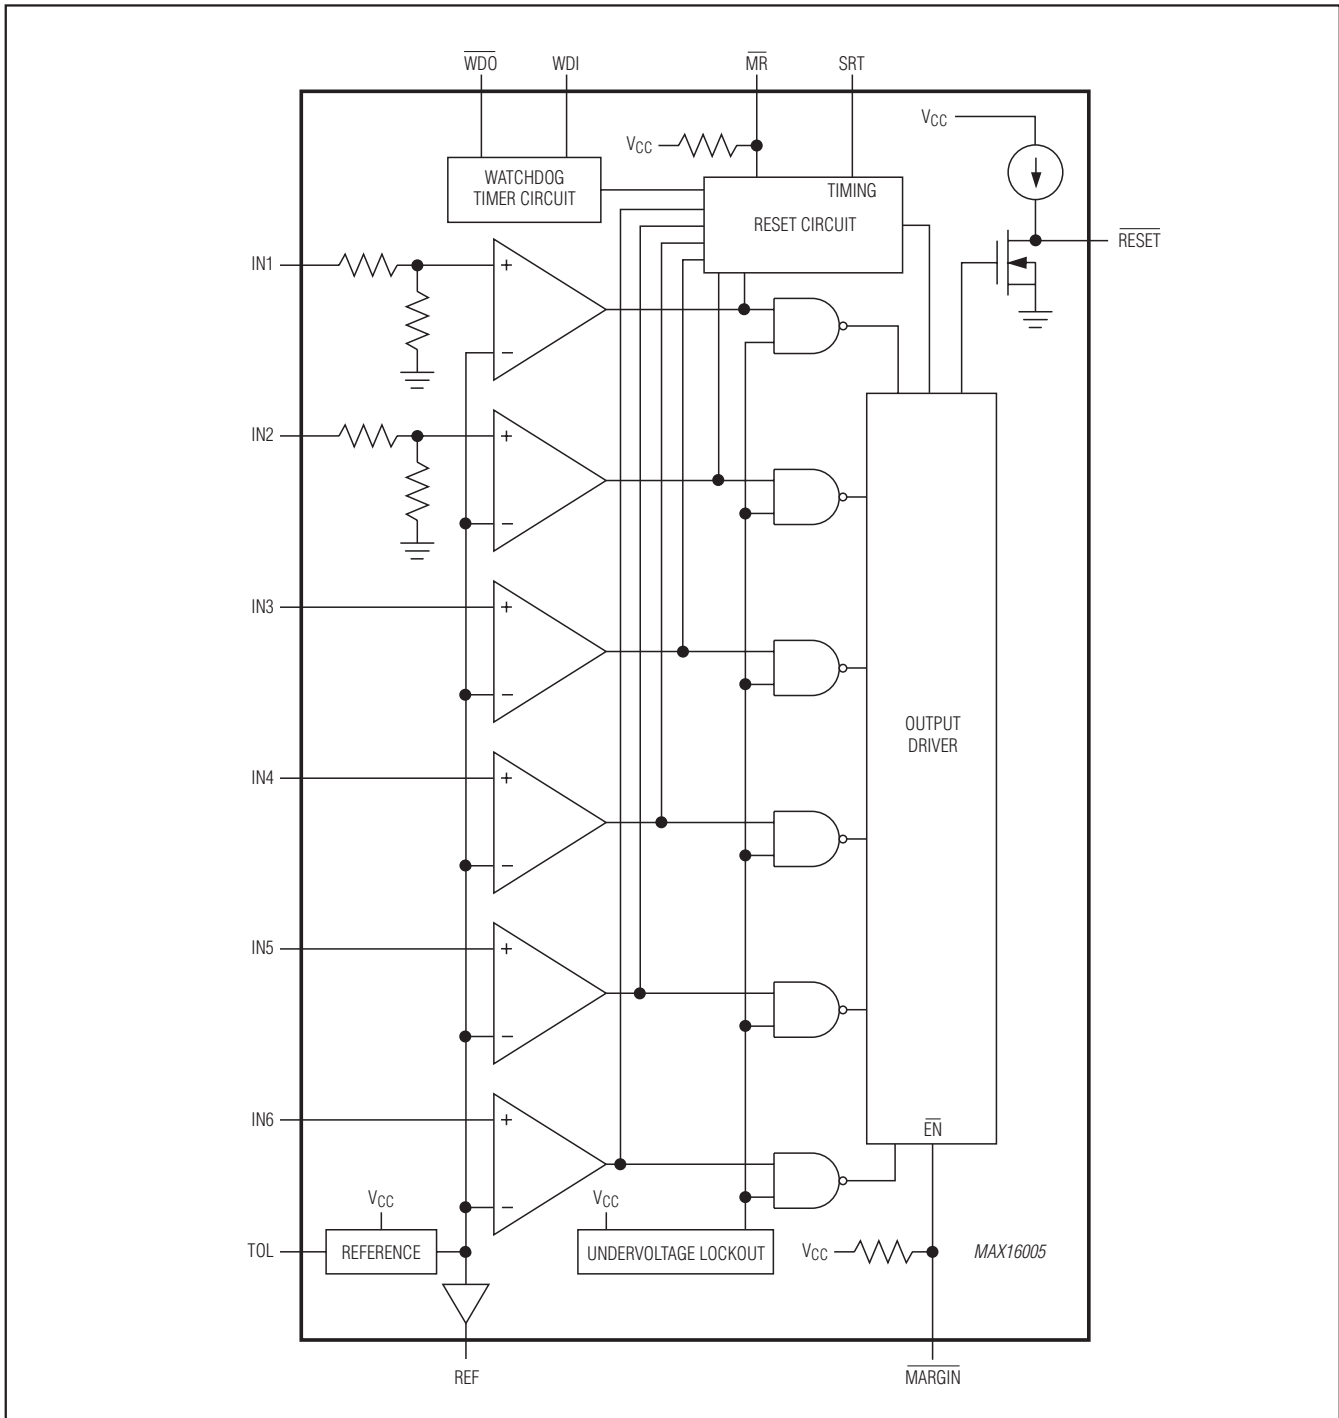 WDO WDI MR SRT
VCC
VCC
WATCHDOG
TIMER CIRCUIT
TIMING
RESET CIRCUIT
RESET
IN1
+
−
IN2
+
−
IN3
+
−
IN4
+
−
OUTPUT
DRIVER
IN5
+
−
IN6
+
−
EN
VCC
VCC
TOL
REFERENCE
UNDERVOLTAGE LOCKOUT
VCC
MAX16005
REF
MARGIN